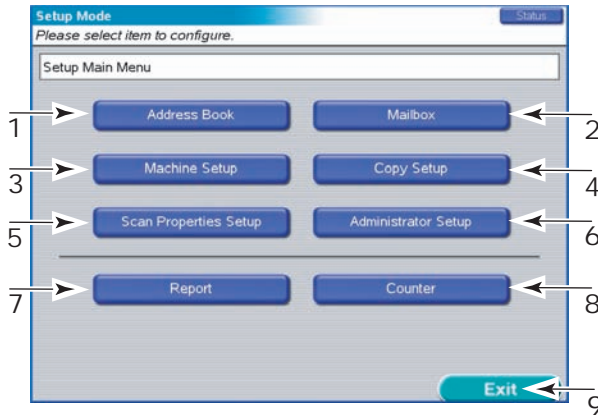 Setup Mode
Status
Please select item to configure.
Setup Main Menu
1 Address Book Mailbox 2
3 Machine Setup Copy Setup 4
5 Scan Properties Setup Administrator Setup 6
7 Report Counter 8
Exit 9